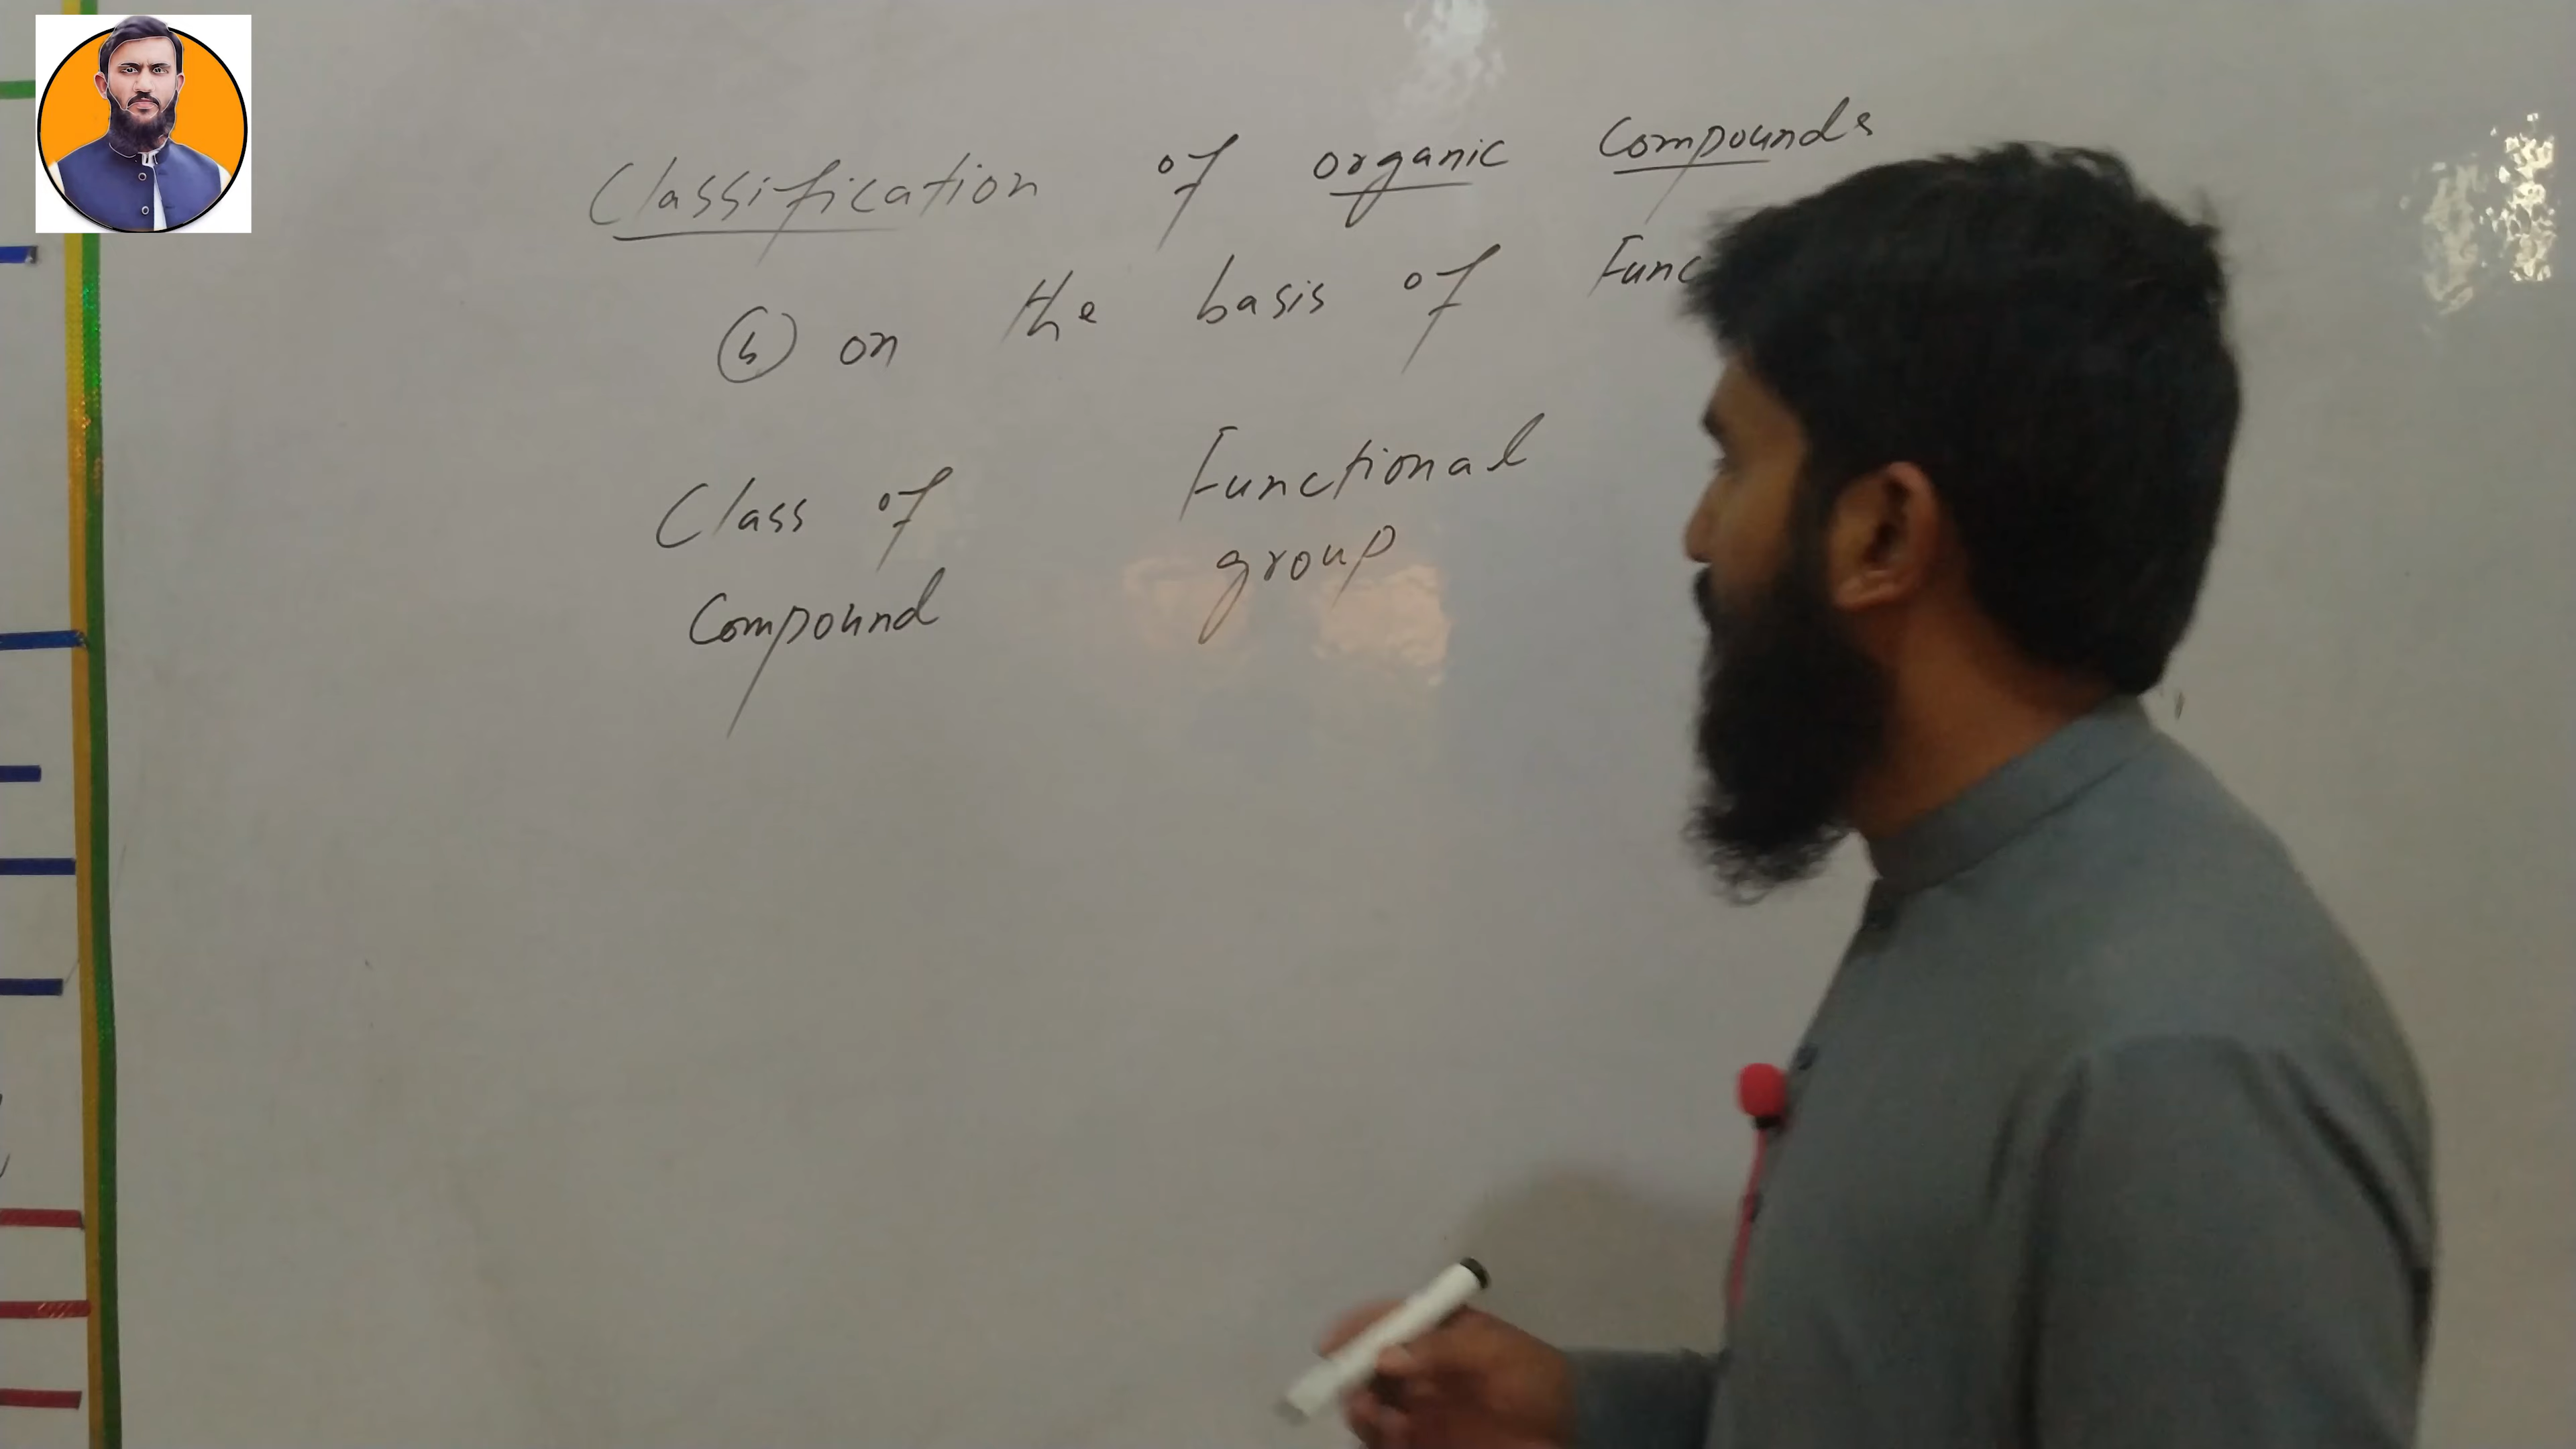 Classification of organic Compounds
(b) on the basis of Func
Class of Functional
Compound group